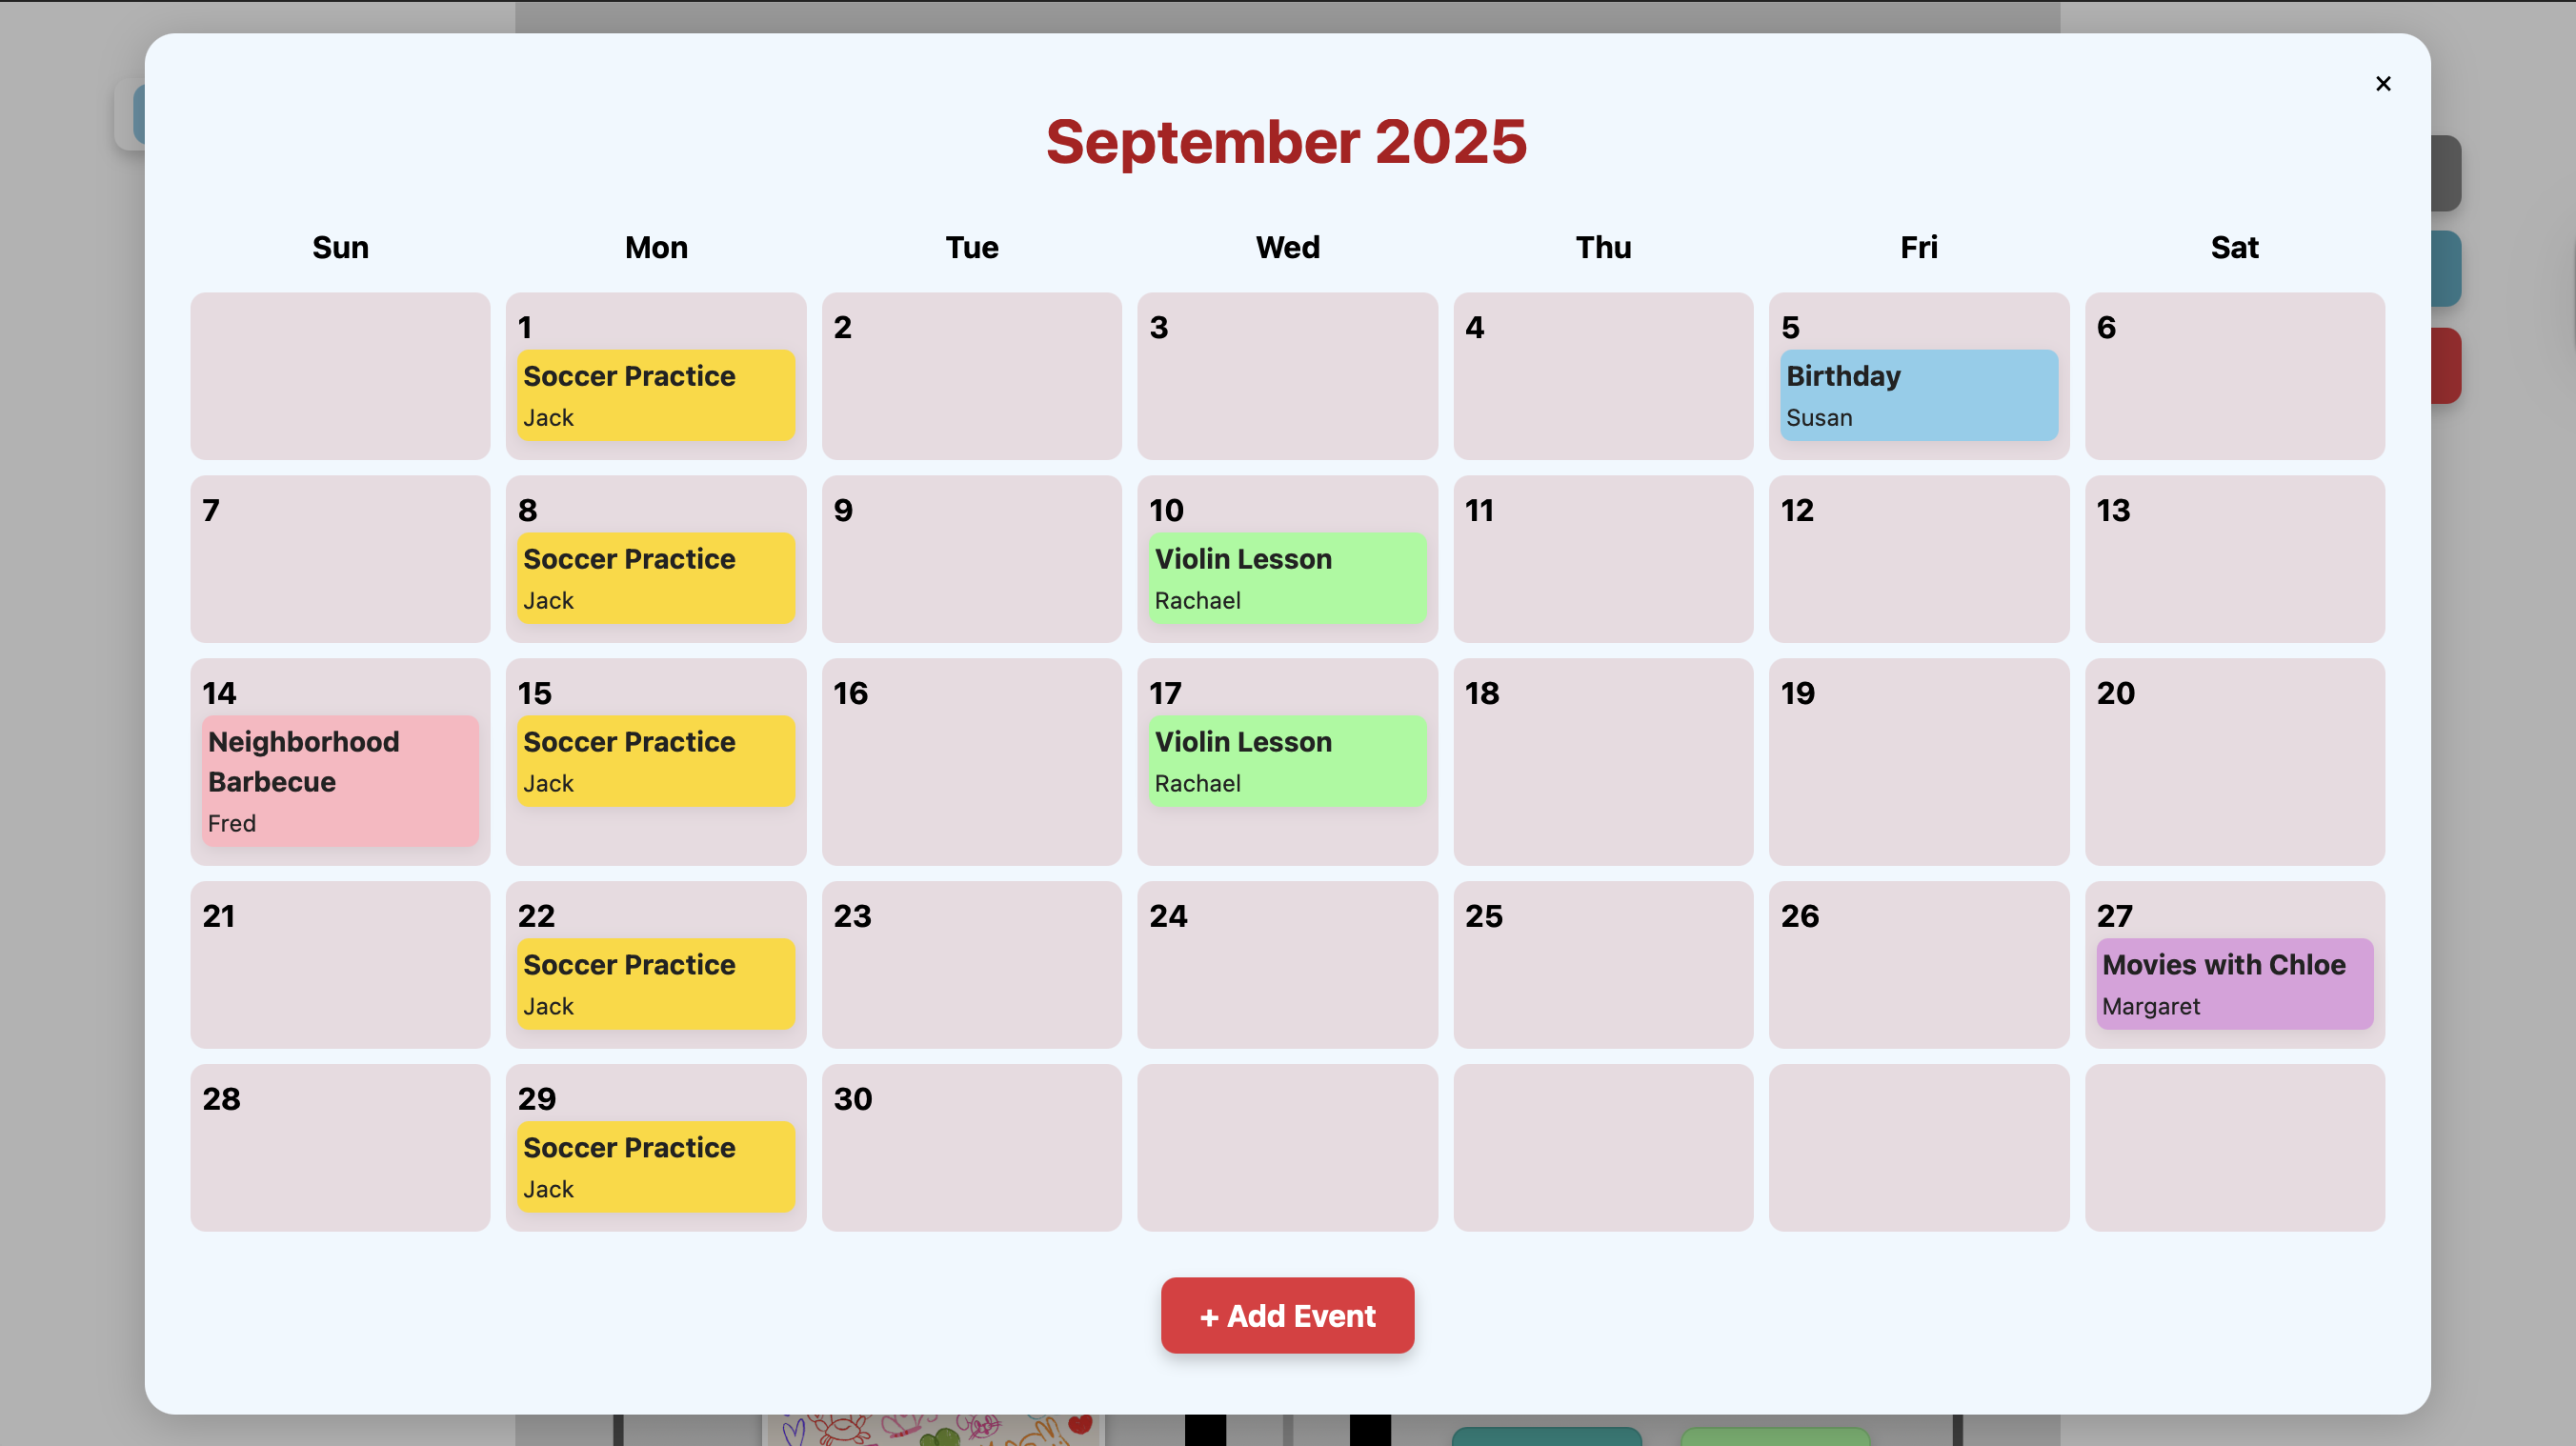 ×
September 2025
Sun Mon Tue Wed Thu Fri Sat
1 2 3 4 5 6
Soccer Practice Birthday
Jack Susan
7 8 9 10 11 12 13
Soccer Practice Violin Lesson
Jack Rachael
14 15 16 17 18 19 20
Neighborhood Soccer Practice Violin Lesson
Barbecue Jack Rachael
Fred
21 22 23 24 25 26 27
Soccer Practice Movies with Chloe
Jack Margaret
28 29 30
Soccer Practice
Jack
+ Add Event